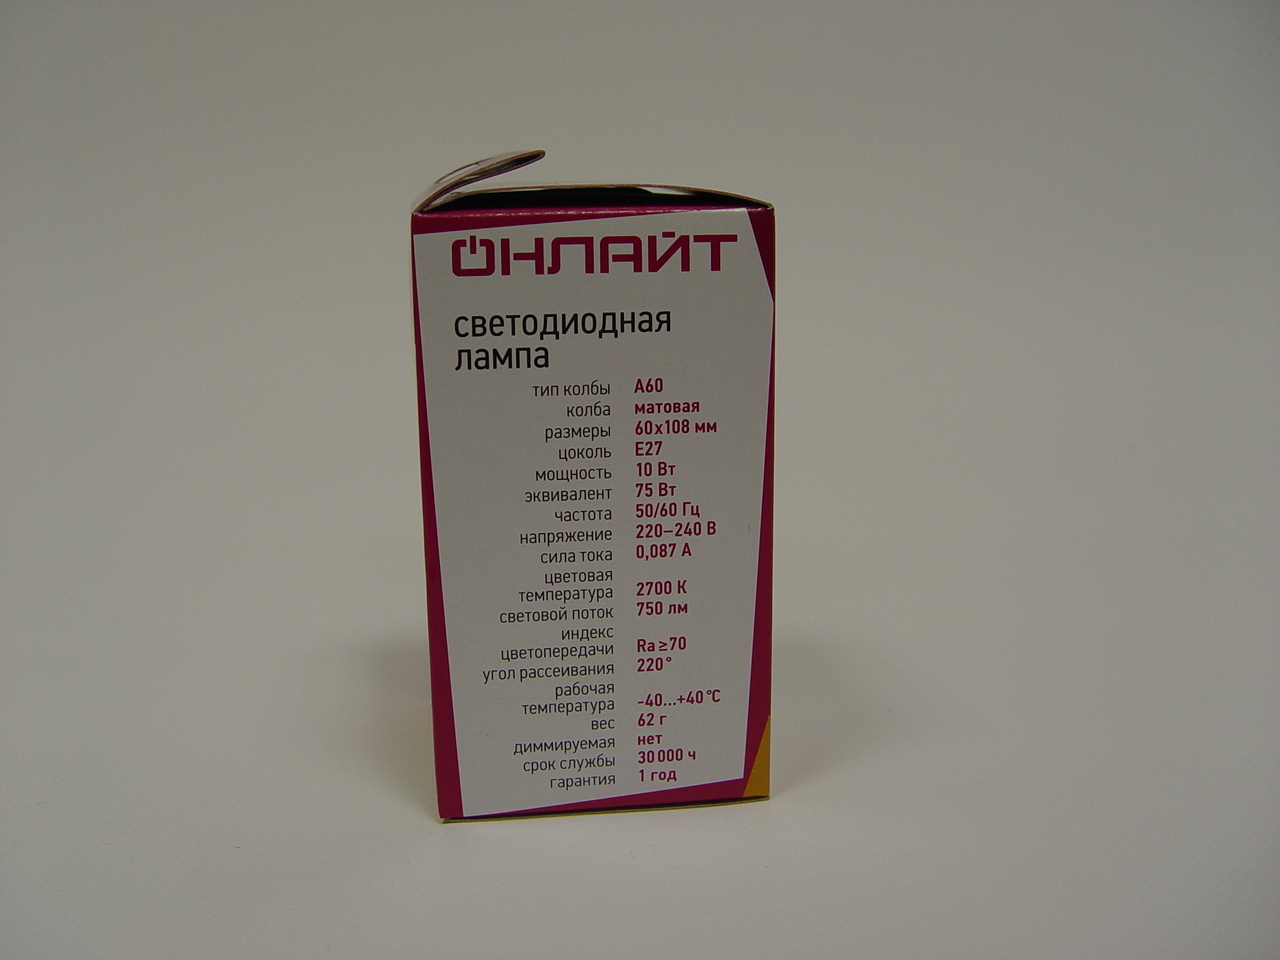 ОНЛАЙТ
светодиодная
лампа
тип колбы A60
колба матовая
размеры 60x108 мм
цоколь E27
мощность 10 Вт
эквивалент 75 Вт
частота 50/60 Гц
напряжение 220–240 В
сила тока 0,087 А
цветовая
температура 2700 К
световой поток 750 лм
индекс
цветопередачи Ra≥70
угол рассеивания 220°
рабочая
температура -40...+40°C
вес 62 г
диммируемая нет
срок службы 30 000 ч
гарантия 1 год